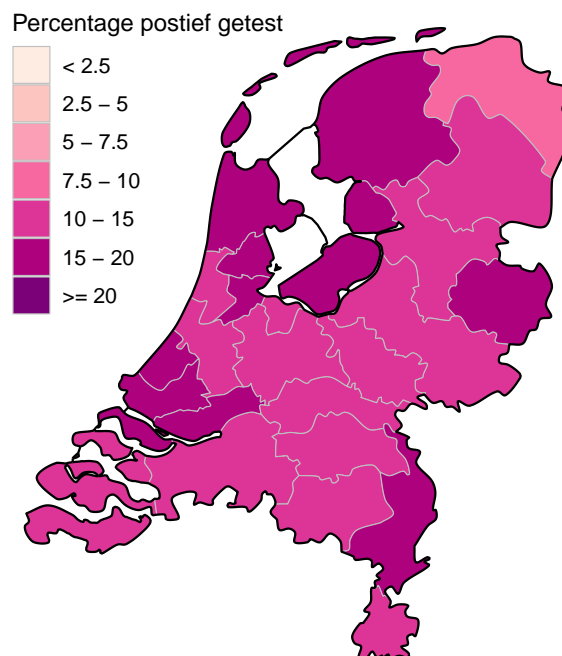 Percentage postief getest
< 2.5
2.5 – 5
5 – 7.5
7.5 – 10
10 – 15
15 – 20
>= 20